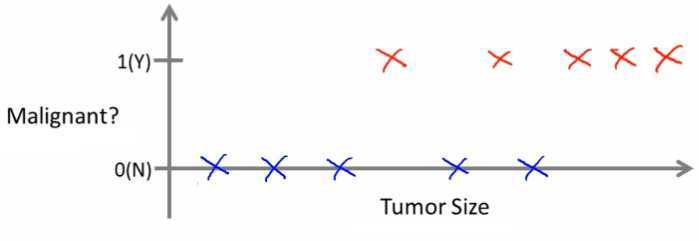 1(Y)
Malignant?
0(N)
Tumor Size